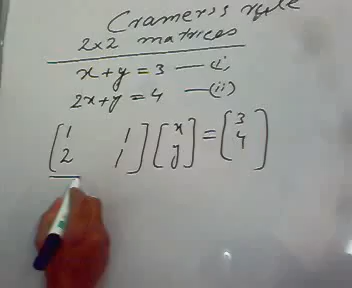 Cramer's rule
2x2 matrices
x+y=3 —(i)
2x+y=4 —(ii)
[1 1] [x] = [3]
[2 1] [y] [4]